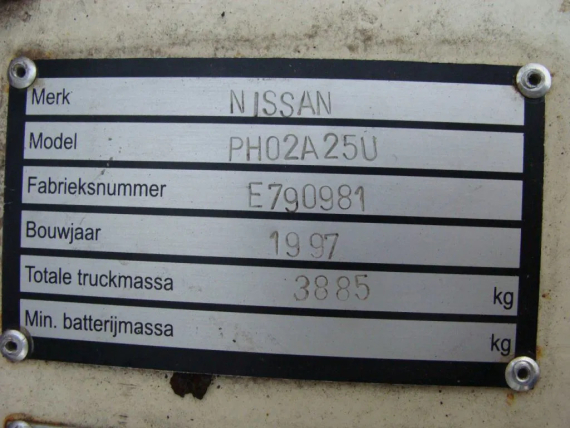 Merk NISSAN
Model PH02A25U
Fabrieksnummer E790981
Bouwjaar 1997
Totale truckmassa 3885 kg
Min. batterijmassa kg